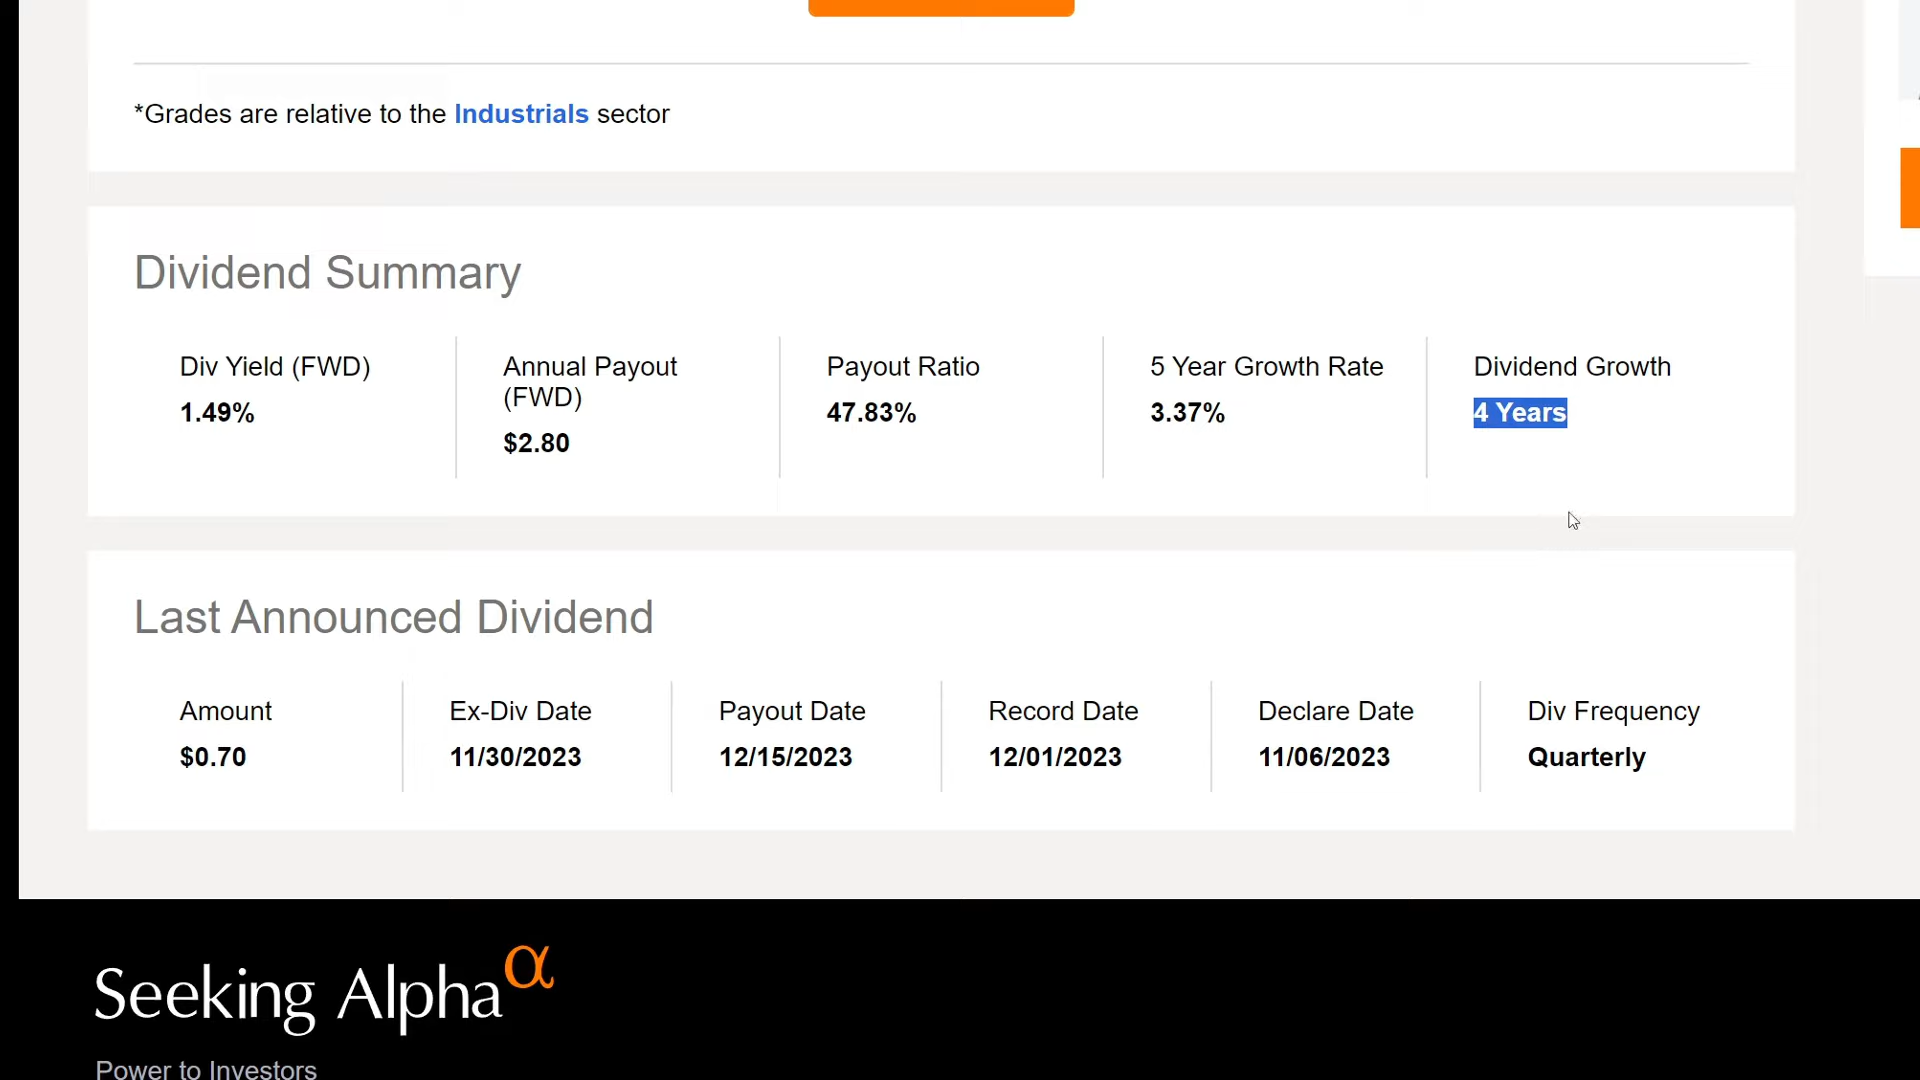 *Grades are relative to the Industrials sector
Dividend Summary
Div Yield (FWD)
1.49%
Annual Payout
(FWD)
$2.80
Payout Ratio
47.83%
5 Year Growth Rate
3.37%
Dividend Growth
4 Years
Last Announced Dividend
Amount
$0.70
Ex-Div Date
11/30/2023
Payout Date
12/15/2023
Record Date
12/01/2023
Declare Date
11/06/2023
Div Frequency
Quarterly
Seeking Alphaα
Power to Investors